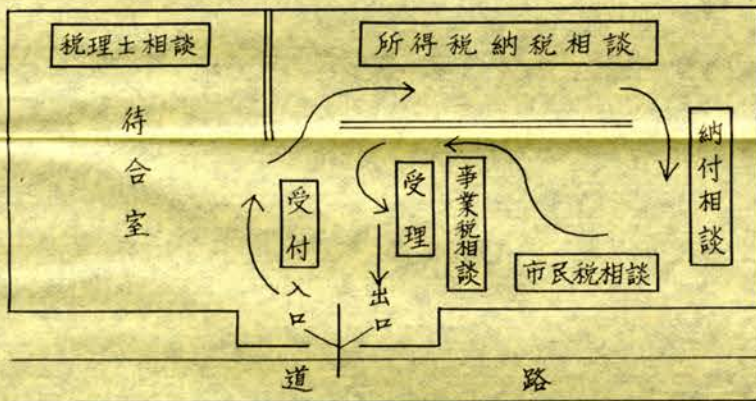 税理士相談
所得税納税相談
待合室
納付相談
受付
受理
事業税相談
市民税相談
入口
出口
道路